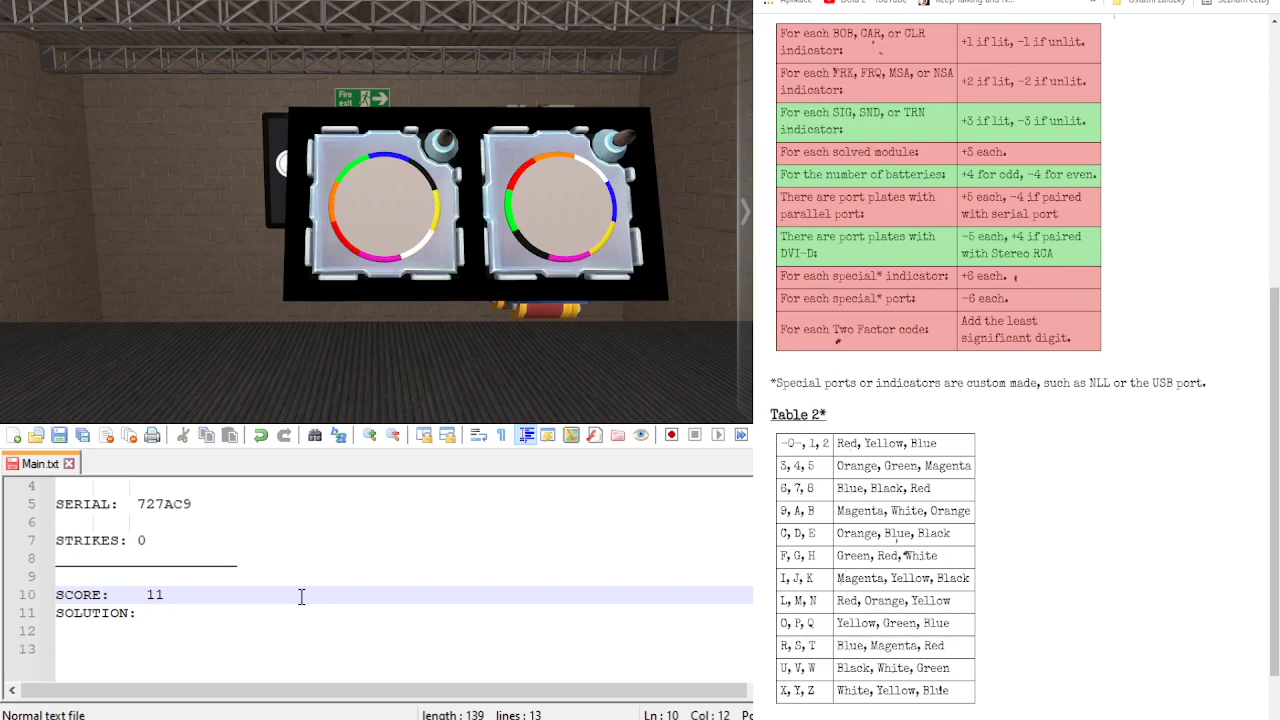 Aplikace
For each BOB, CAR, or CLR indicator: +1 if lit, -1 if unlit.
For each FRK, FRQ, MSA, or NSA indicator: +2 if lit, -2 if unlit.
For each SIG, SND, or TRN indicator: +3 if lit, -3 if unlit.
For each solved module: +3 each.
For the number of batteries: +4 for odd, -4 for even.
There are port plates with parallel port: +5 each, -4 if paired with serial port
There are port plates with DVI-D: -5 each, +4 if paired with Stereo RCA
For each special* indicator: +6 each.
For each special* port: -6 each.
For each Two Factor code: Add the least significant digit.
*Special ports or indicators are custom made, such as NLL or the USB port.
Table 2*
-0-, 1, 2 Red, Yellow, Blue
3, 4, 5 Orange, Green, Magenta
6, 7, 8 Blue, Black, Red
9, A, B Magenta, White, Orange
C, D, E Orange, Blue, Black
F, G, H Green, Red, White
I, J, K Magenta, Yellow, Black
L, M, N Red, Orange, Yellow
O, P, Q Yellow, Green, Blue
R, S, T Blue, Magenta, Red
U, V, W Black, White, Green
X, Y, Z White, Yellow, Blue
Fire
exit
Main.txt
4
5 SERIAL: 727AC9
6
7 STRIKES: 0
8
9
10 SCORE: 11
11 SOLUTION:
12
13
Normal text file length : 139 lines : 13 Ln : 10 Col : 12